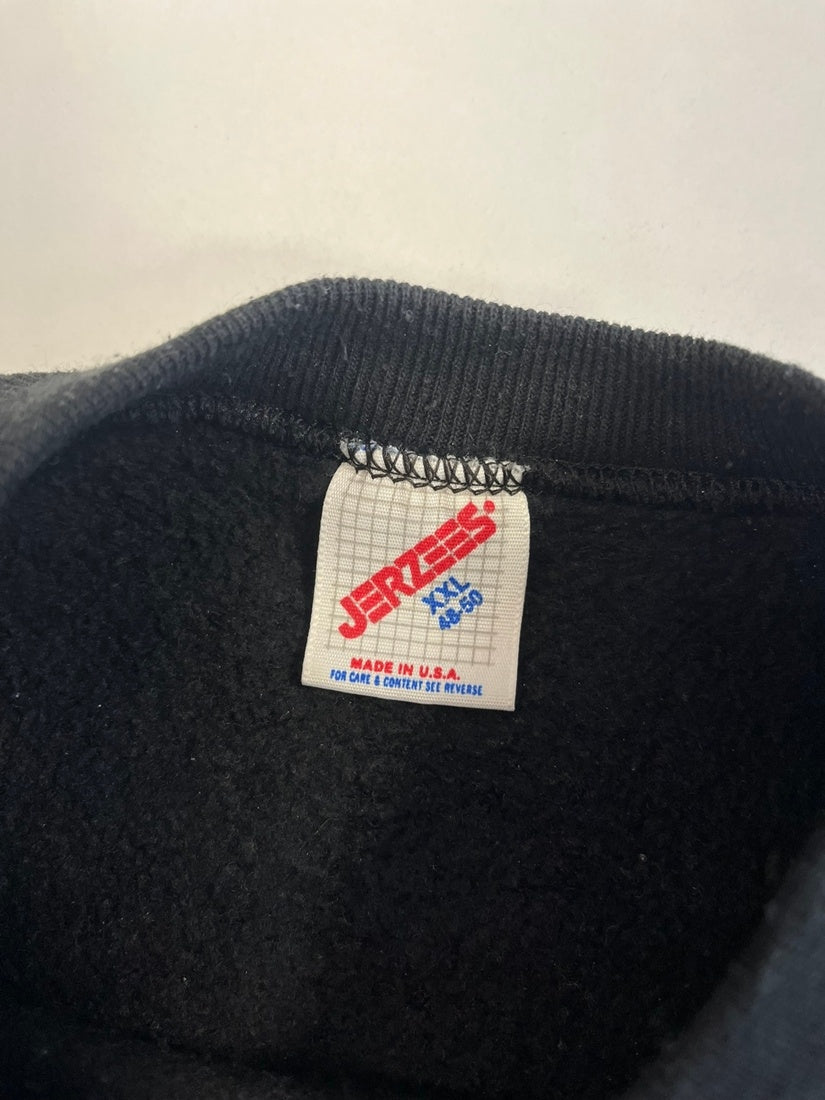 JERZEES
XXL
48-50
MADE IN U.S.A.
FOR CARE & CONTENT SEE REVERSE